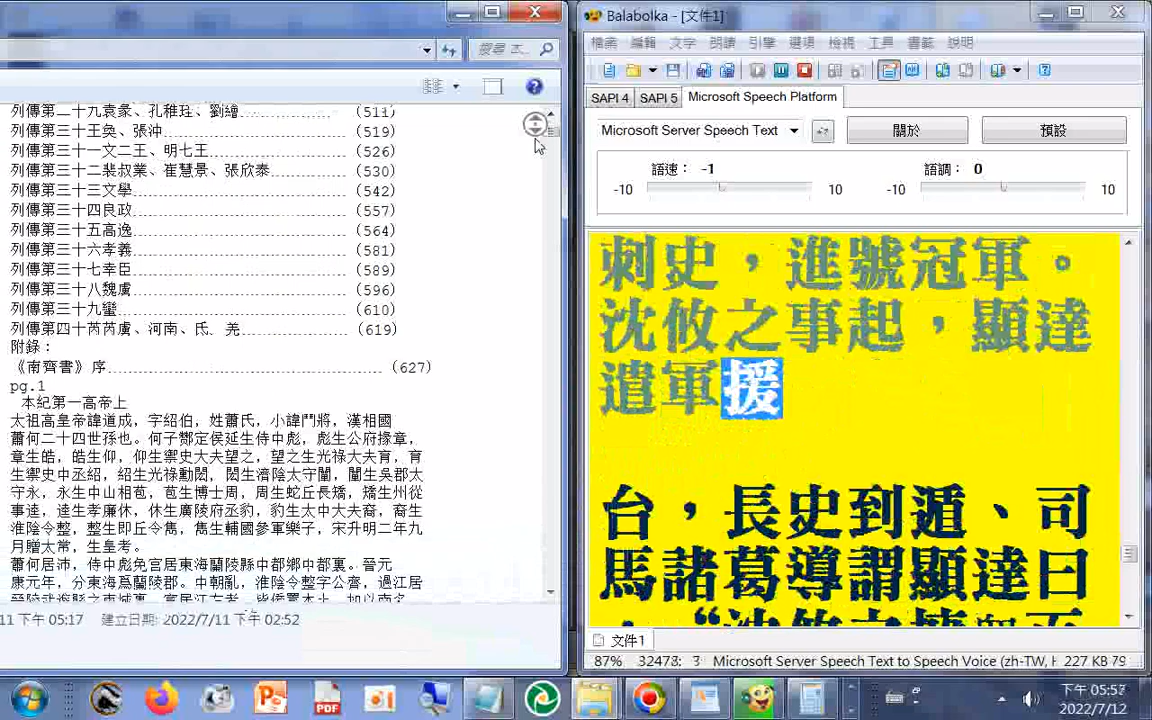 搜尋 本...
列傳第二十九袁彖、孔稚珪、劉繪 (511)
列傳第三十王奐、張沖 (519)
列傳第三十一文二王、明七王 (526)
列傳第三十二裴叔業、崔慧景、張欣泰 (530)
列傳第三十三文學 (542)
列傳第三十四良政 (557)
列傳第三十五高逸 (564)
列傳第三十六孝義 (581)
列傳第三十七幸臣 (589)
列傳第三十八魏虜 (596)
列傳第三十九蠻 (610)
列傳第四十芮芮虜、河南、氐、羌 (619)
附錄：
《南齊書》序 (627)
pg.1
本紀第一高帝上
太祖高皇帝諱道成，字紹伯，姓蕭氏，小諱鬥將，漢相國
蕭何二十四世孫也。何子酇定侯延生侍中彪，彪生公府掾章，
章生皓，皓生仰，仰生禦史大夫望之，望之生光祿大夫育，育
生禦史中丞紹，紹生光祿勳閎，閎生濟陰太守闡，闡生吳郡太
守永，永生中山相苞，苞生博士周，周生蛇丘長矯，矯生州從
事逵，逵生孝廉休，休生廣陵府丞豹，豹生太中大夫裔，裔生
淮陰令整，整生即丘令雋，雋生輔國參軍樂子，宋升明二年九
月贈太常，生皇考。
蕭何居沛，侍中彪免官居東海蘭陵縣中都鄉中都裏。晉元
康元年，分東海爲蘭陵郡。中朝亂，淮陰令整字公齊，過江居
11 下午 05:17 建立日期: 2022/7/11 下午 02:52
Balabolka - [文件1]
檔案 編輯 文字 朗讀 引擎 選項 檢視 工具 書籤 說明
SAPI 4 SAPI 5 Microsoft Speech Platform
Microsoft Server Speech Text 關於 預設
語速： -1 語調： 0
-10 10 -10 10
刺史，進號冠軍。
沈攸之事起，顯達
遣軍援
台，長史到遁、司
馬諸葛導謂顯達曰
，“沈攸之擁眾百
文件1
87% 32478: 3 Microsoft Server Speech Text to Speech Voice (zh-TW, H 227 KB 79
PDF
下午 05:57
2022/7/12